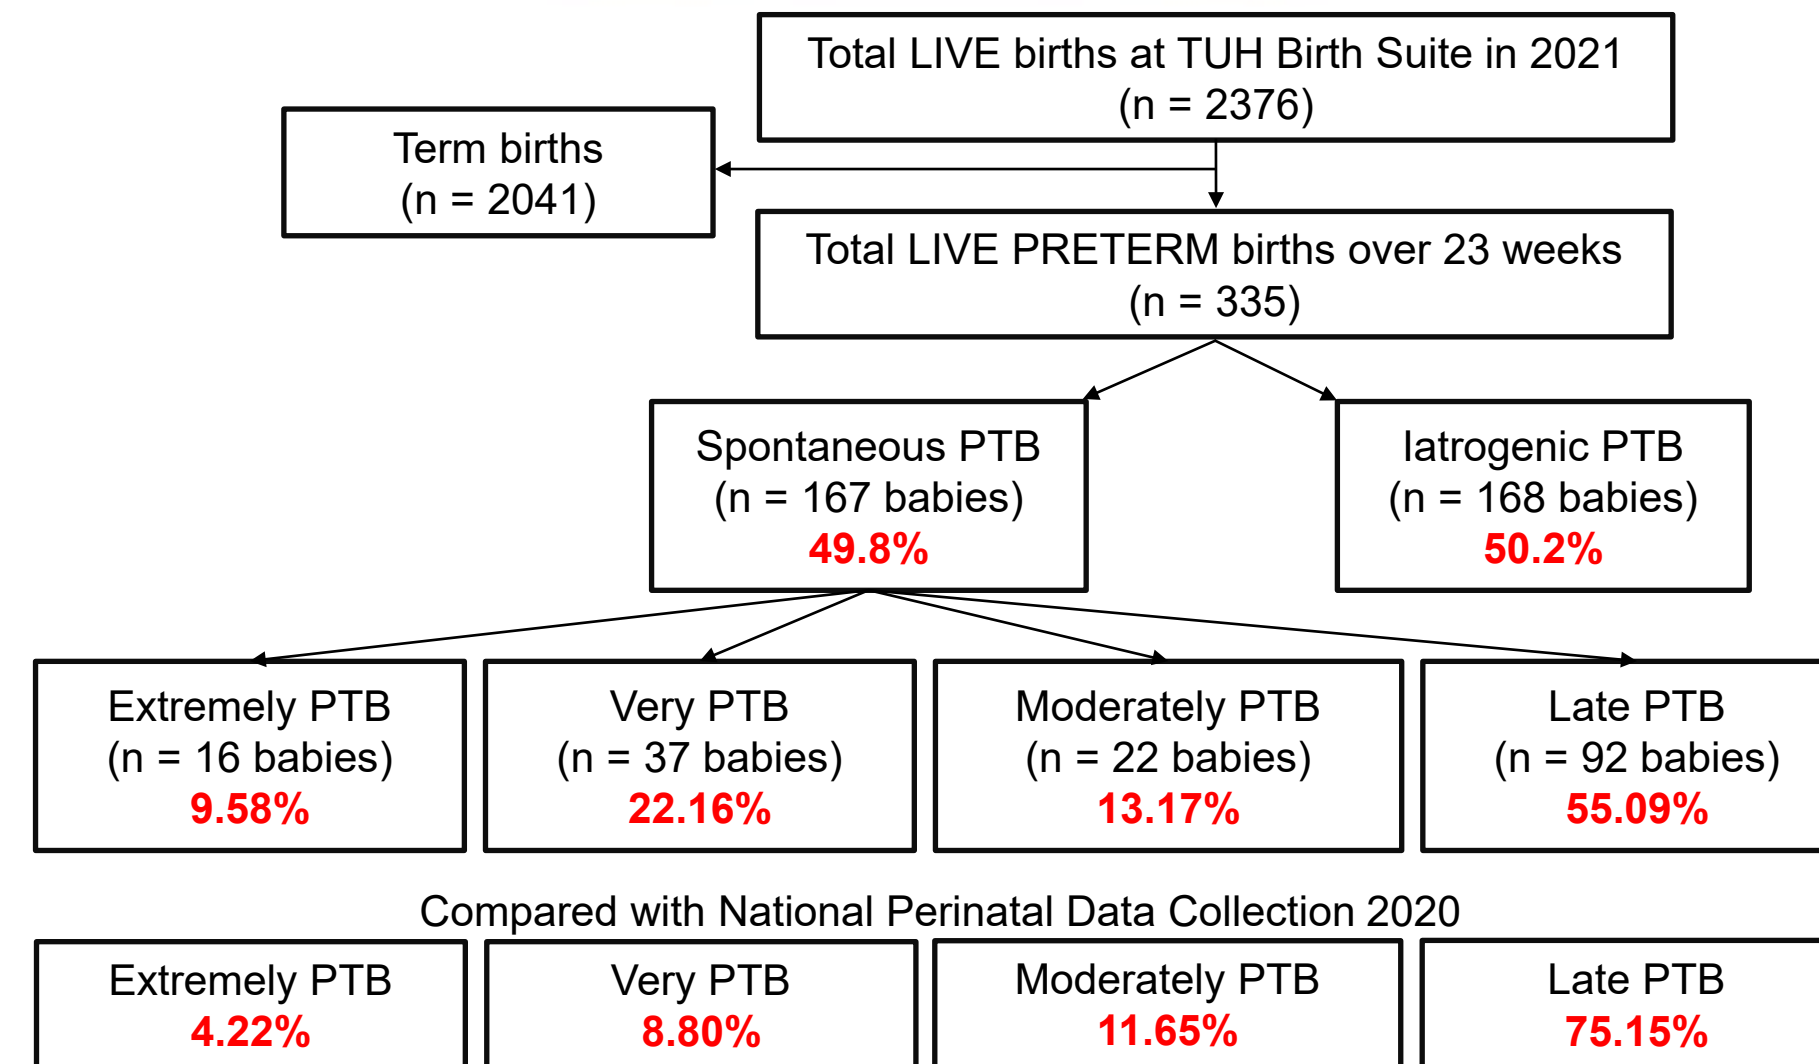 Total LIVE births at TUH Birth Suite in 2021
(n = 2376)
Term births
(n = 2041)
Total LIVE PRETERM births over 23 weeks
(n = 335)
Spontaneous PTB
(n = 167 babies)
49.8%
Iatrogenic PTB
(n = 168 babies)
50.2%
Extremely PTB
(n = 16 babies)
9.58%
Very PTB
(n = 37 babies)
22.16%
Moderately PTB
(n = 22 babies)
13.17%
Late PTB
(n = 92 babies)
55.09%
Compared with National Perinatal Data Collection 2020
Extremely PTB
4.22%
Very PTB
8.80%
Moderately PTB
11.65%
Late PTB
75.15%